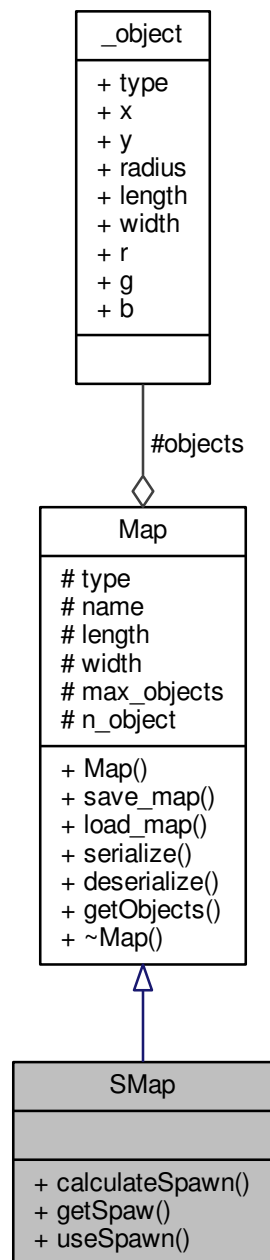 _object
+ type
+ x
+ y
+ radius
+ length
+ width
+ r
+ g
+ b
#objects
Map
# type
# name
# length
# width
# max_objects
# n_object
+ Map()
+ save_map()
+ load_map()
+ serialize()
+ deserialize()
+ getObjects()
+ ~Map()
SMap
+ calculateSpawn()
+ getSpaw()
+ useSpawn()